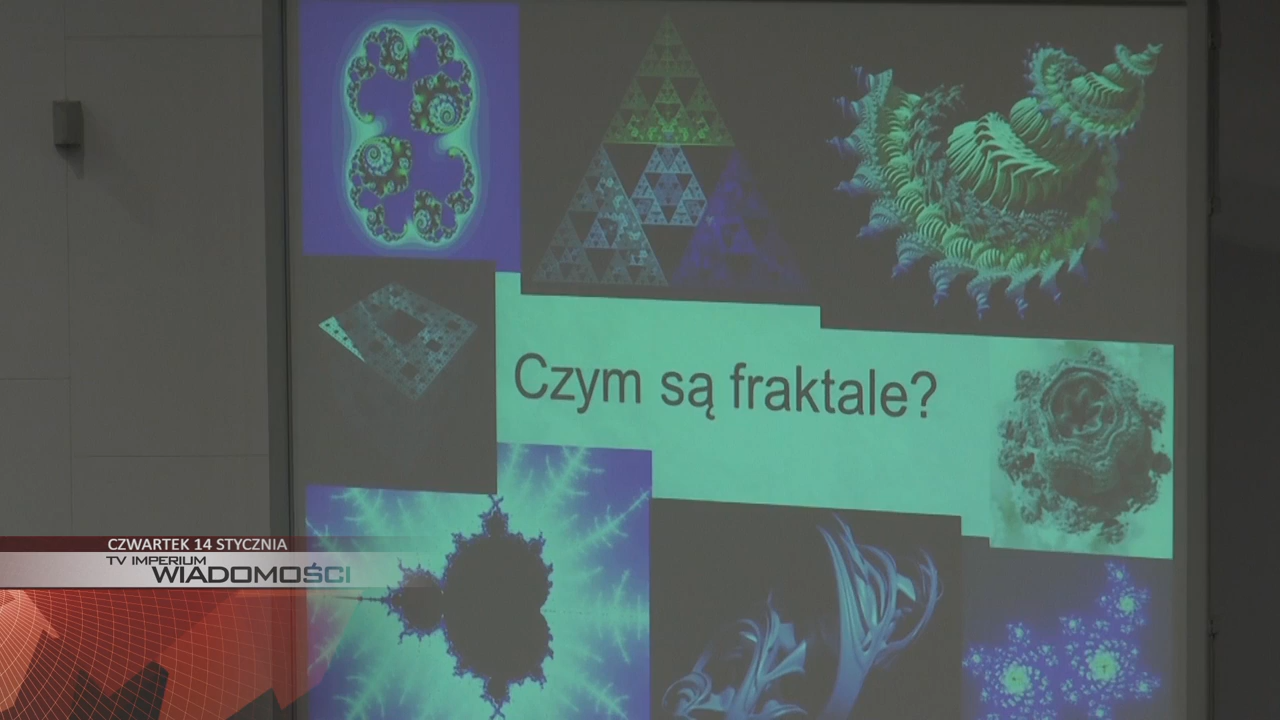 Czym są fraktale?
CZWARTEK 14 STYCZNIA
TV IMPERIUM
WIADOMOŚCI